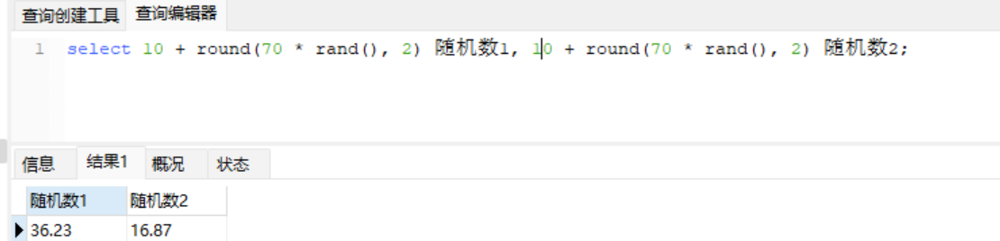 查询创建工具 查询编辑器
1 select 10 + round(70 * rand(), 2) 随机数1, 10 + round(70 * rand(), 2) 随机数2;
信息 结果1 概况 状态
随机数1 随机数2
36.23 16.87